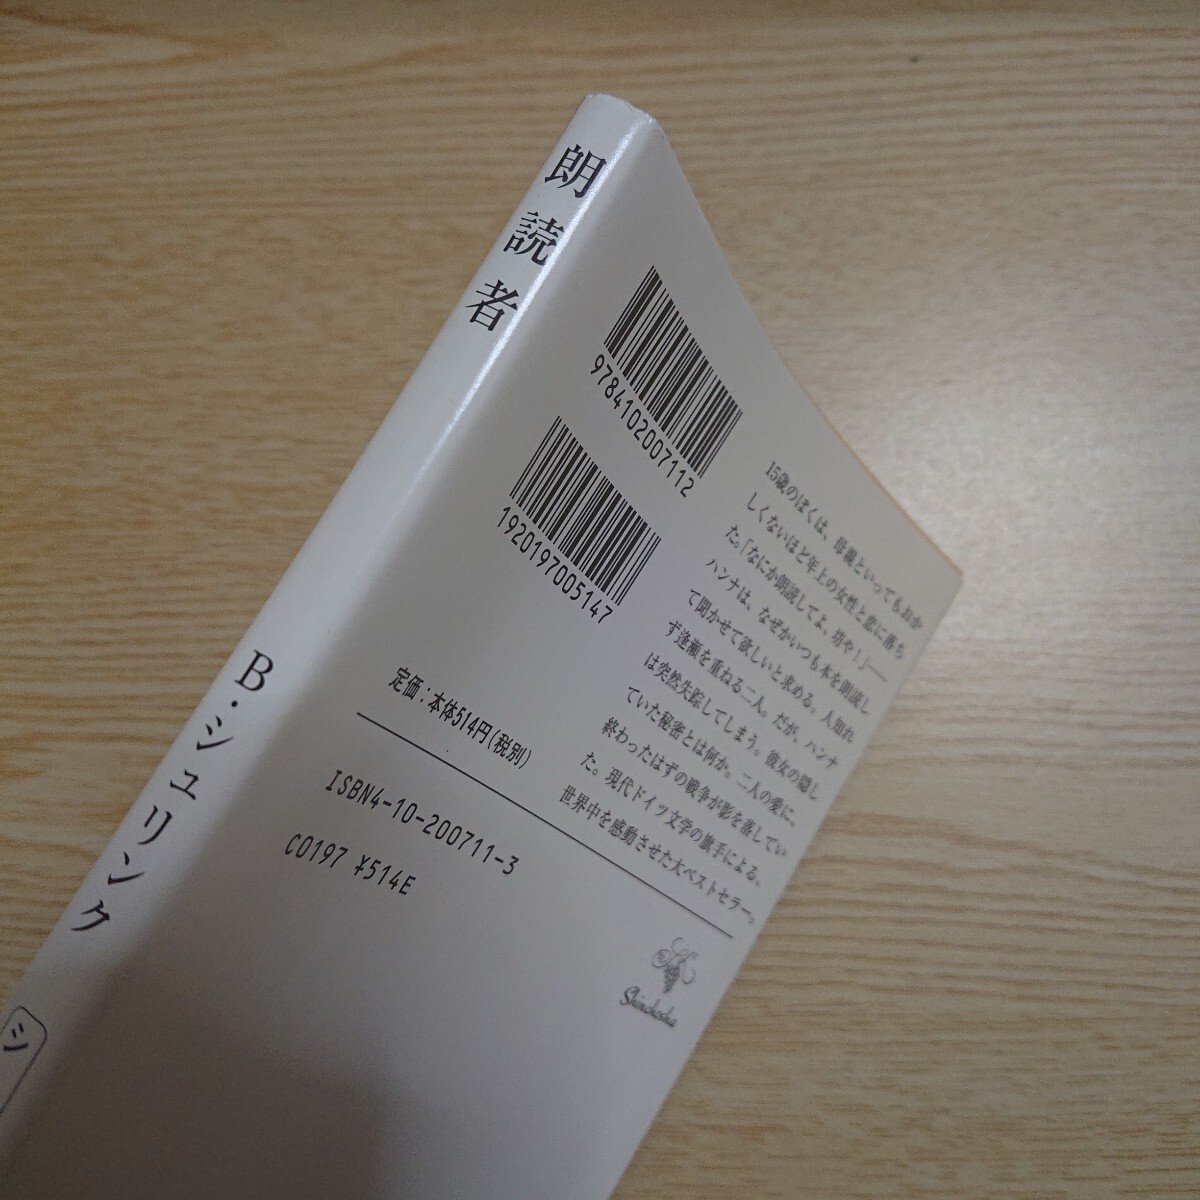 朗読者
B・シュリンク
シ
9784102007112
1920197005147
定価：本体514円（税別）
ISBN4-10-200711-3
C0197 ¥514E
15歳のぼくは、母親といってもおか
しくないほど年上の女性と恋に落ち
た。「なにか朗読してよ、坊や！」――
ハンナは、なぜかいつも本を朗読し
て聞かせて欲しいと求める。人知れ
ず逢瀬を重ねる二人。だが、ハンナ
は突然失踪してしまう。彼女の隠し
ていた秘密とは何か。二人の愛に、
終わったはずの戦争が影を落してい
た。現代ドイツ文学の旗手による、
世界中を感動させた大ベストセラー。
Shinchosha